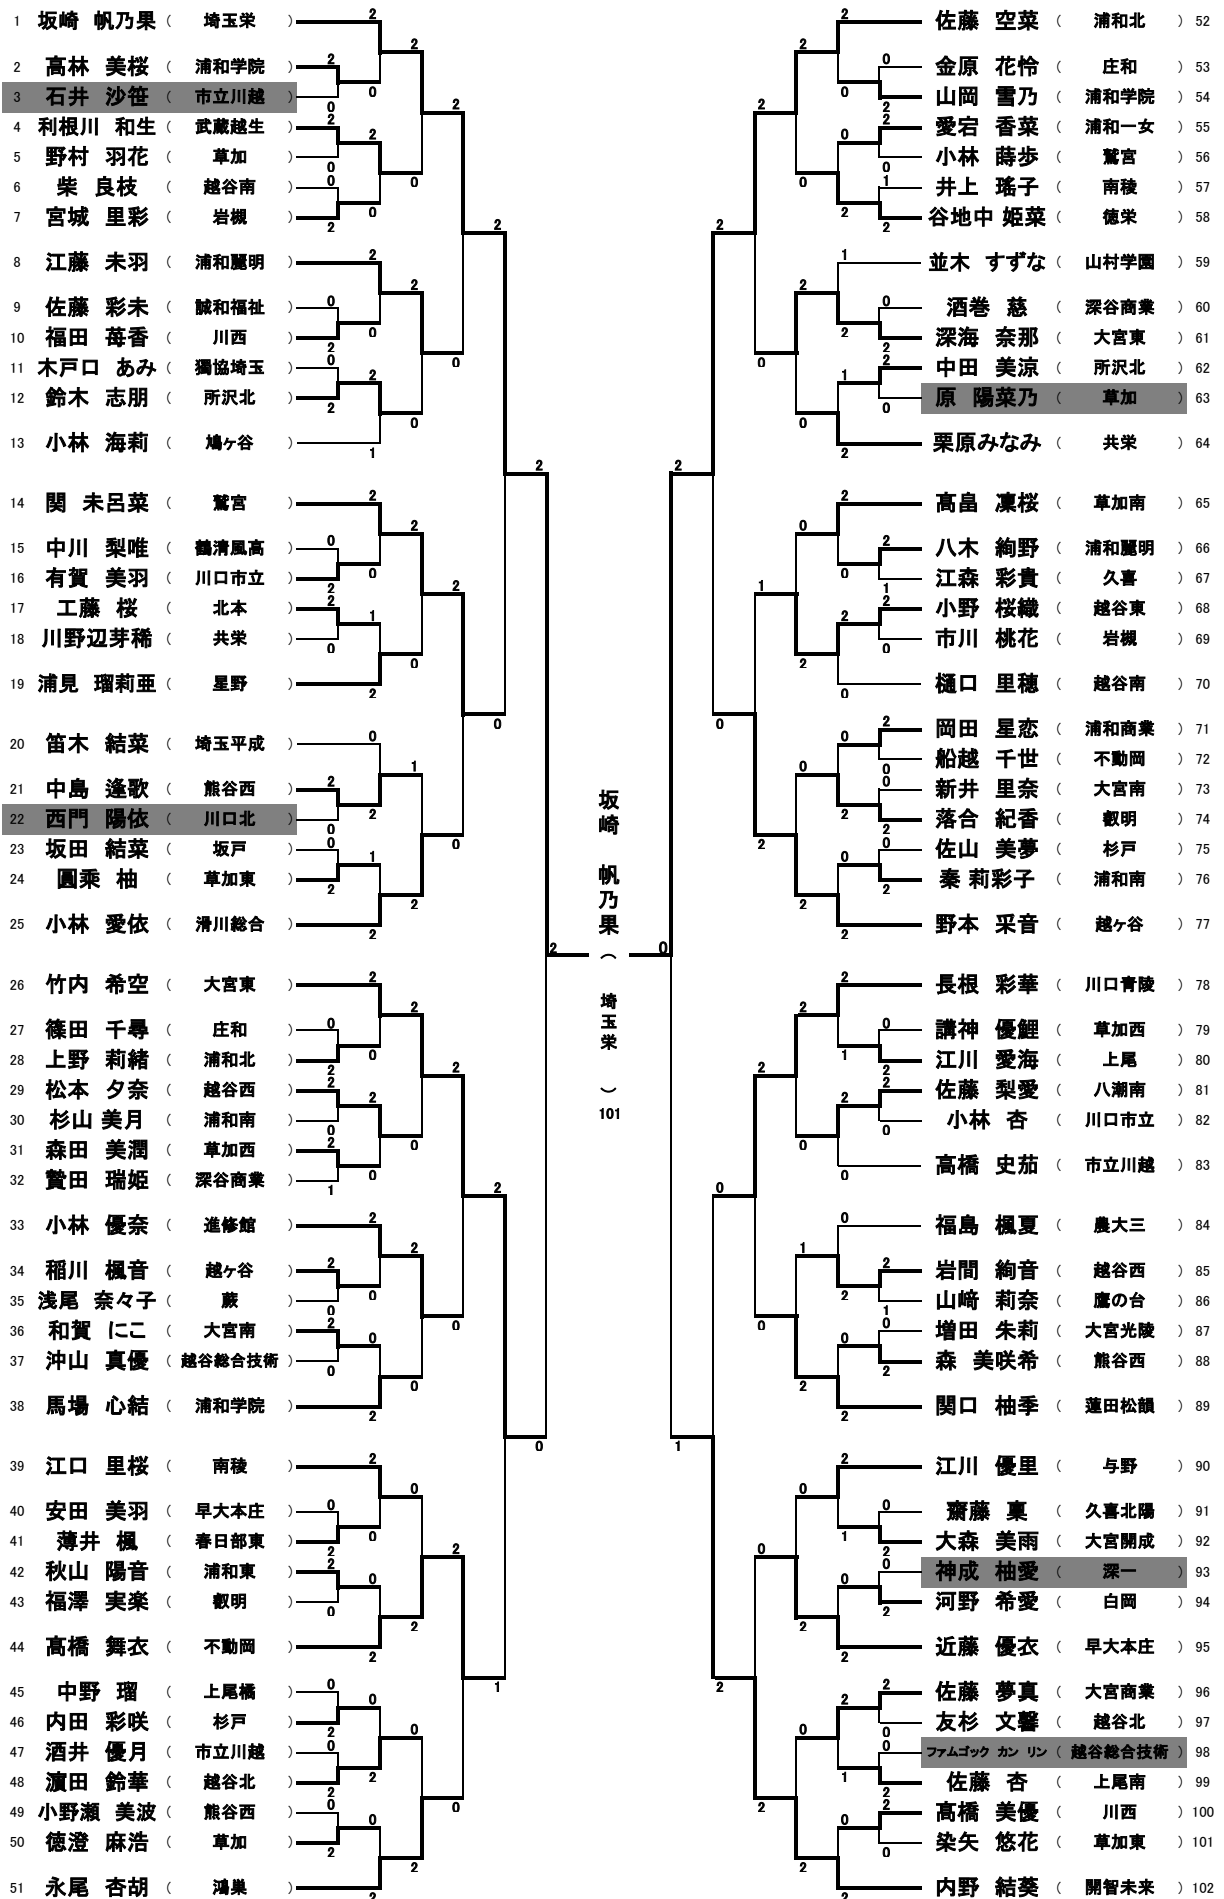 1 坂崎 帆乃果 ( 埼玉栄 )
2 高林 美桜 ( 浦和学院 )
3 石井 沙笹 ( 市立川越 )
4 利根川 和生 ( 武蔵越生 )
5 野村 羽花 ( 草加 )
6 柴 良枝 ( 越谷南 )
7 宮城 里彩 ( 岩槻 )
8 江藤 未羽 ( 浦和麗明 )
9 佐藤 彩未 ( 誠和福祉 )
10 福田 苺香 ( 川西 )
11 木戸口 あみ ( 獨協埼玉 )
12 鈴木 志朋 ( 所沢北 )
13 小林 海莉 ( 鳩ヶ谷 )
14 関 未呂菜 ( 鷲宮 )
15 中川 梨唯 ( 鶴清風高 )
16 有賀 美羽 ( 川口市立 )
17 工藤 桜 ( 北本 )
18 川野辺芽稀 ( 共栄 )
19 浦見 瑠莉亜 ( 星野 )
20 笛木 結菜 ( 埼玉平成 )
21 中島 逢歌 ( 熊谷西 )
22 西門 陽依 ( 川口北 )
23 坂田 結菜 ( 坂戸 )
24 圓乘 柚 ( 草加東 )
25 小林 愛依 ( 滑川総合 )
26 竹内 希空 ( 大宮東 )
27 篠田 千尋 ( 庄和 )
28 上野 莉緒 ( 浦和北 )
29 松本 夕奈 ( 越谷西 )
30 杉山 美月 ( 浦和南 )
31 森田 美潤 ( 草加西 )
32 贄田 瑞姫 ( 深谷商業 )
33 小林 優奈 ( 進修館 )
34 稲川 楓音 ( 越ヶ谷 )
35 浅尾 奈々子 ( 蕨 )
36 和賀 にこ ( 大宮南 )
37 沖山 真優 ( 越谷総合技術 )
38 馬場 心結 ( 浦和学院 )
39 江口 里桜 ( 南稜 )
40 安田 美羽 ( 早大本庄 )
41 薄井 楓 ( 春日部東 )
42 秋山 陽音 ( 浦和東 )
43 福澤 実楽 ( 叡明 )
44 高橋 舞衣 ( 不動岡 )
45 中野 瑠 ( 上尾橘 )
46 内田 彩咲 ( 杉戸 )
47 酒井 優月 ( 市立川越 )
48 濵田 鈴華 ( 越谷北 )
49 小野瀬 美波 ( 熊谷西 )
50 徳澄 麻浩 ( 草加 )
51 永尾 杏胡 ( 鴻巣 )
坂崎 帆乃果 ( 埼玉栄 ) 101
佐藤 空菜 ( 浦和北 ) 52
金原 花怜 ( 庄和 ) 53
山岡 雪乃 ( 浦和学院 ) 54
愛宕 香菜 ( 浦和一女 ) 55
小林 蒔歩 ( 鷲宮 ) 56
井上 瑤子 ( 南稜 ) 57
谷地中 姫菜 ( 徳栄 ) 58
並木 すずな ( 山村学園 ) 59
酒巻 慈 ( 深谷商業 ) 60
深海 奈那 ( 大宮東 ) 61
中田 美涼 ( 所沢北 ) 62
原 陽菜乃 ( 草加 ) 63
栗原みなみ ( 共栄 ) 64
髙畠 凜桜 ( 草加南 ) 65
八木 絢野 ( 浦和麗明 ) 66
江森 彩貴 ( 久喜 ) 67
小野 桜織 ( 越谷東 ) 68
市川 桃花 ( 岩槻 ) 69
樋口 里穂 ( 越谷南 ) 70
岡田 星恋 ( 浦和商業 ) 71
船越 千世 ( 不動岡 ) 72
新井 里奈 ( 大宮南 ) 73
落合 紀香 ( 叡明 ) 74
佐山 美夢 ( 杉戸 ) 75
秦 莉彩子 ( 浦和南 ) 76
野本 采音 ( 越ヶ谷 ) 77
長根 彩華 ( 川口青陵 ) 78
講神 優鯉 ( 草加西 ) 79
江川 愛海 ( 上尾 ) 80
佐藤 梨愛 ( 八潮南 ) 81
小林 杏 ( 川口市立 ) 82
高橋 史茄 ( 市立川越 ) 83
福島 楓夏 ( 農大三 ) 84
岩間 絢音 ( 越谷西 ) 85
山﨑 莉奈 ( 鷹の台 ) 86
増田 朱莉 ( 大宮光陵 ) 87
森 美咲希 ( 熊谷西 ) 88
関口 柚季 ( 蓮田松韻 ) 89
江川 優里 ( 与野 ) 90
齋藤 稟 ( 久喜北陽 ) 91
大森 美雨 ( 大宮開成 ) 92
神成 柚愛 ( 深一 ) 93
河野 希愛 ( 白岡 ) 94
近藤 優衣 ( 早大本庄 ) 95
佐藤 夢真 ( 大宮商業 ) 96
友杉 文馨 ( 越谷北 ) 97
ファムゴック カン リン ( 越谷総合技術 ) 98
佐藤 杏 ( 上尾南 ) 99
高橋 美優 ( 川西 ) 100
染矢 悠花 ( 草加東 ) 101
内野 結葵 ( 開智未来 ) 102